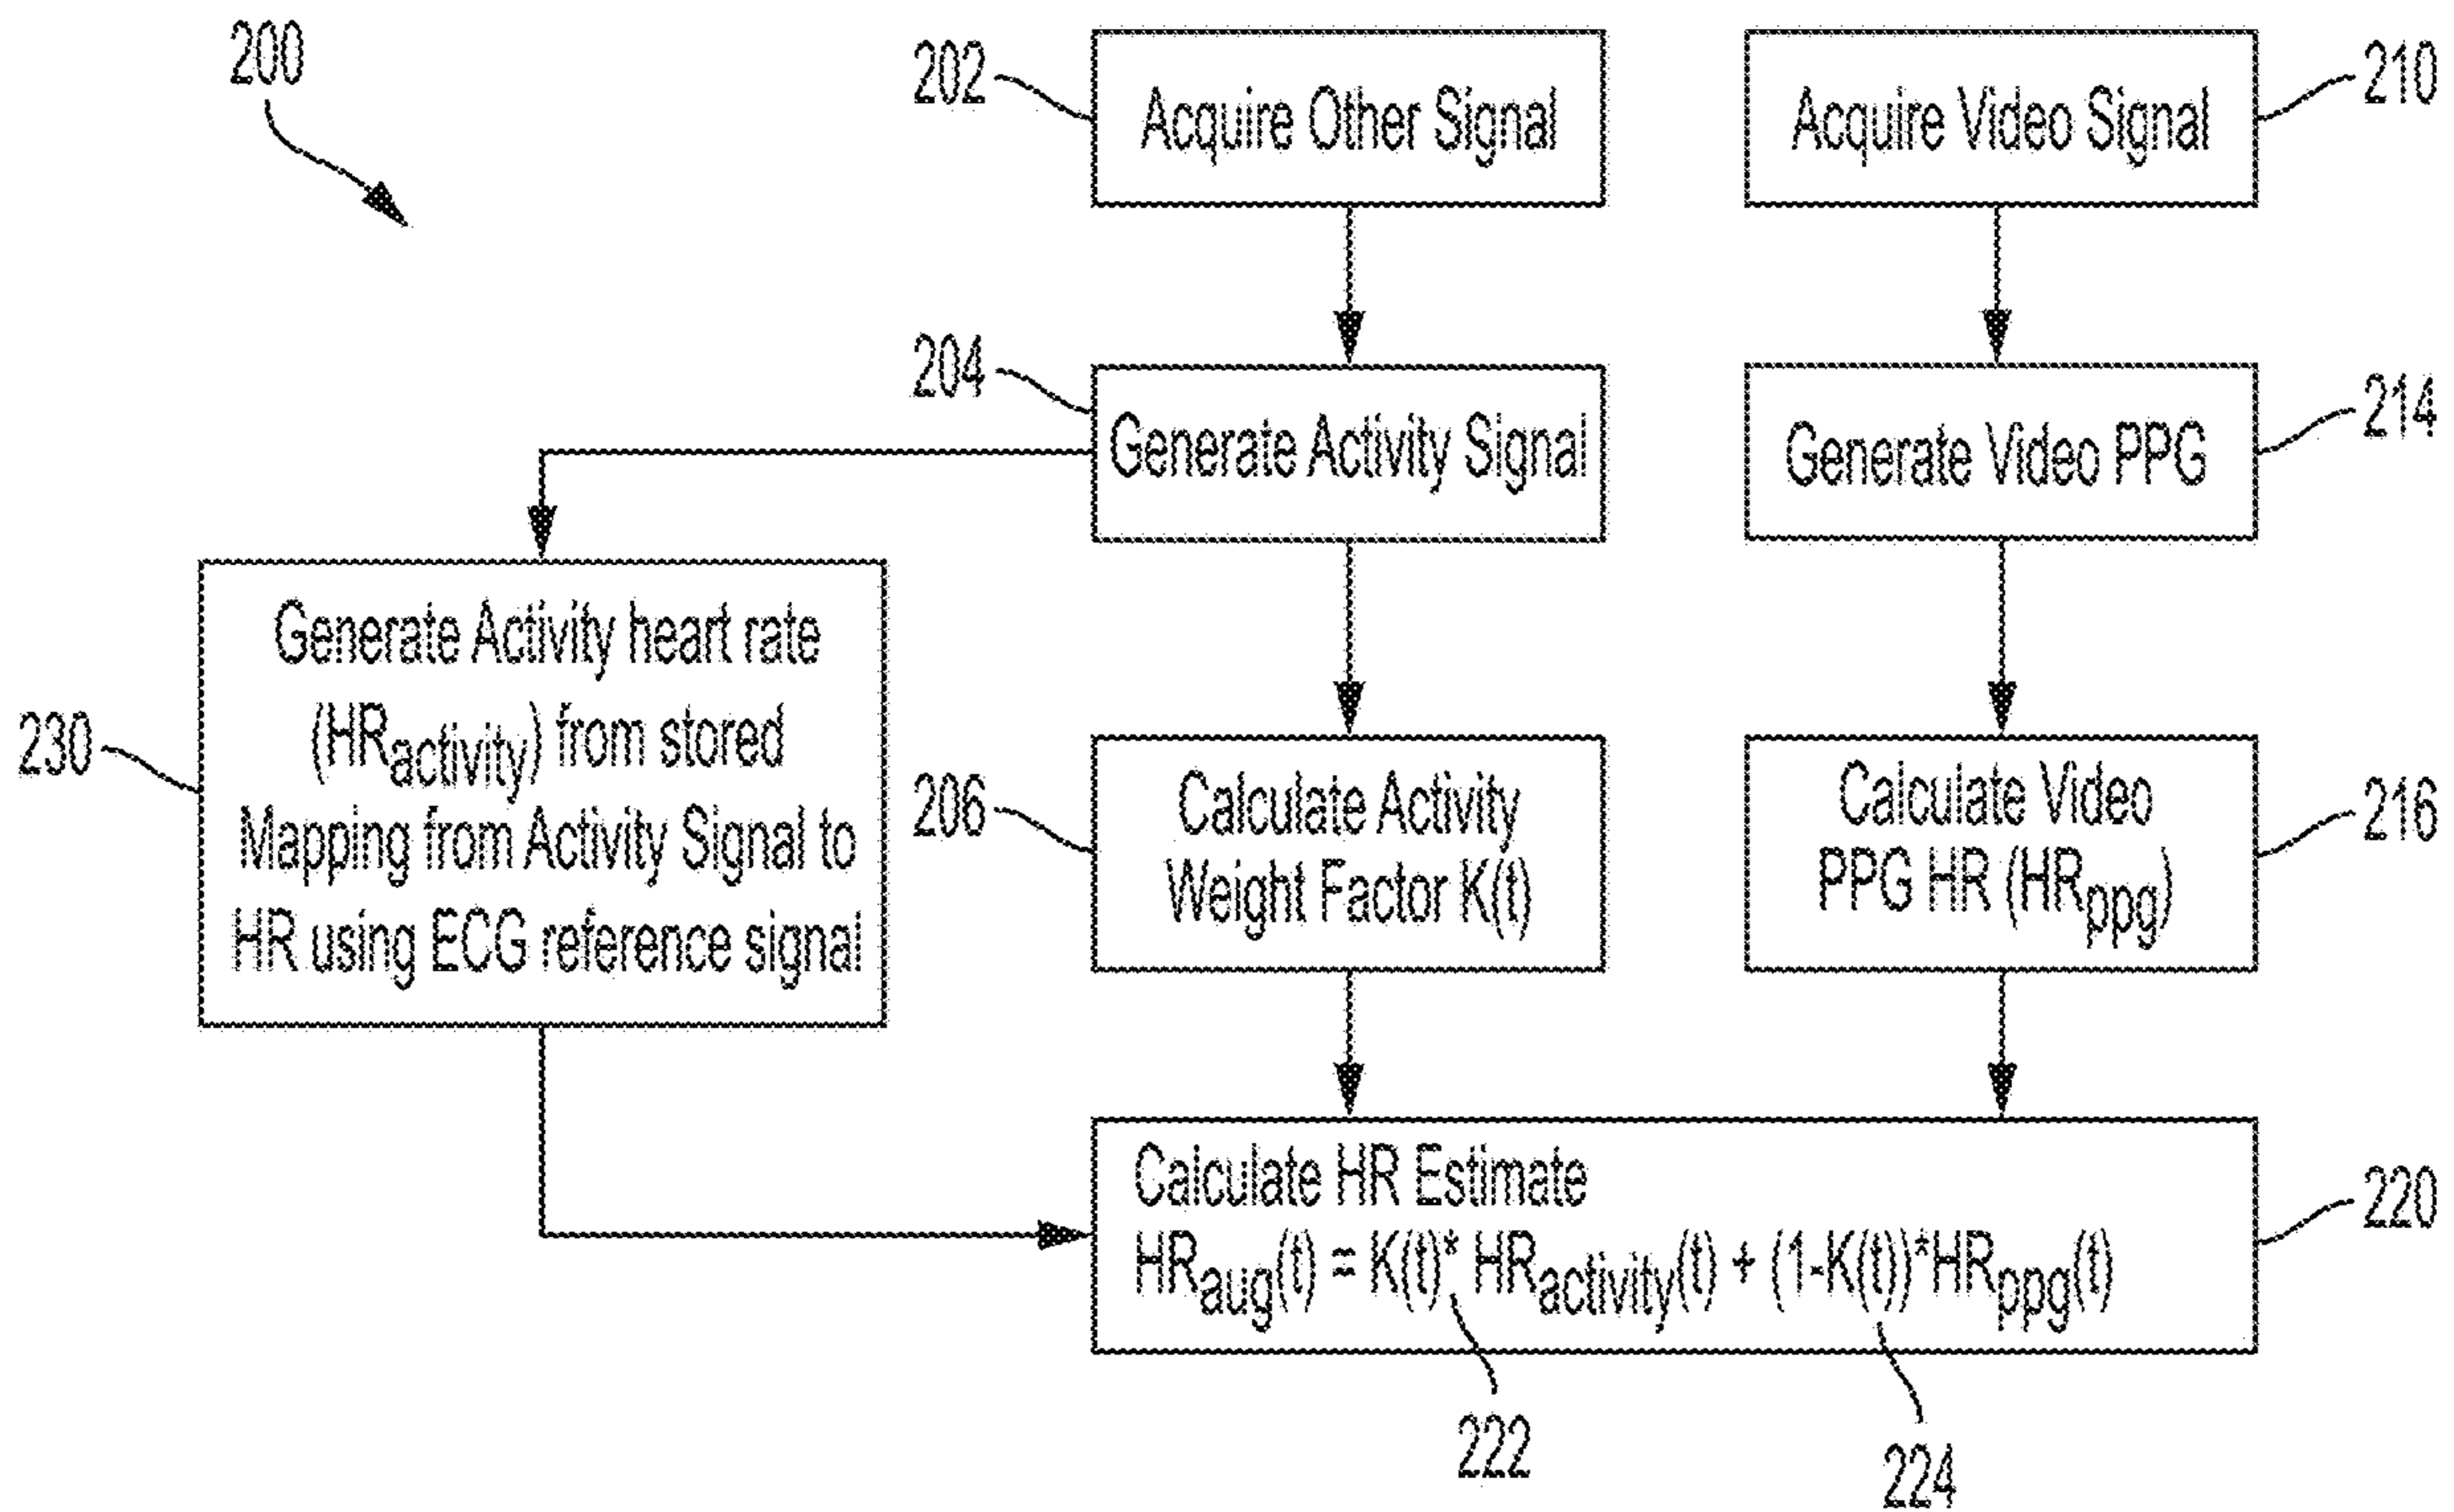 200
202
Acquire Other Signal
Acquire Video Signal
210
204
Generate Activity Signal
Generate Video PPG
214
230
Generate Activity heart rate
(HRactivity) from stored
Mapping from Activity Signal to
HR using ECG reference signal
206
Calculate Activity
Weight Factor K(t)
Calculate Video
PPG HR (HRppg)
216
Calculate HR Estimate
HRaug(t) = K(t)* HRactivity(t) + (1-K(t))*HRppg(t)
220
222
224